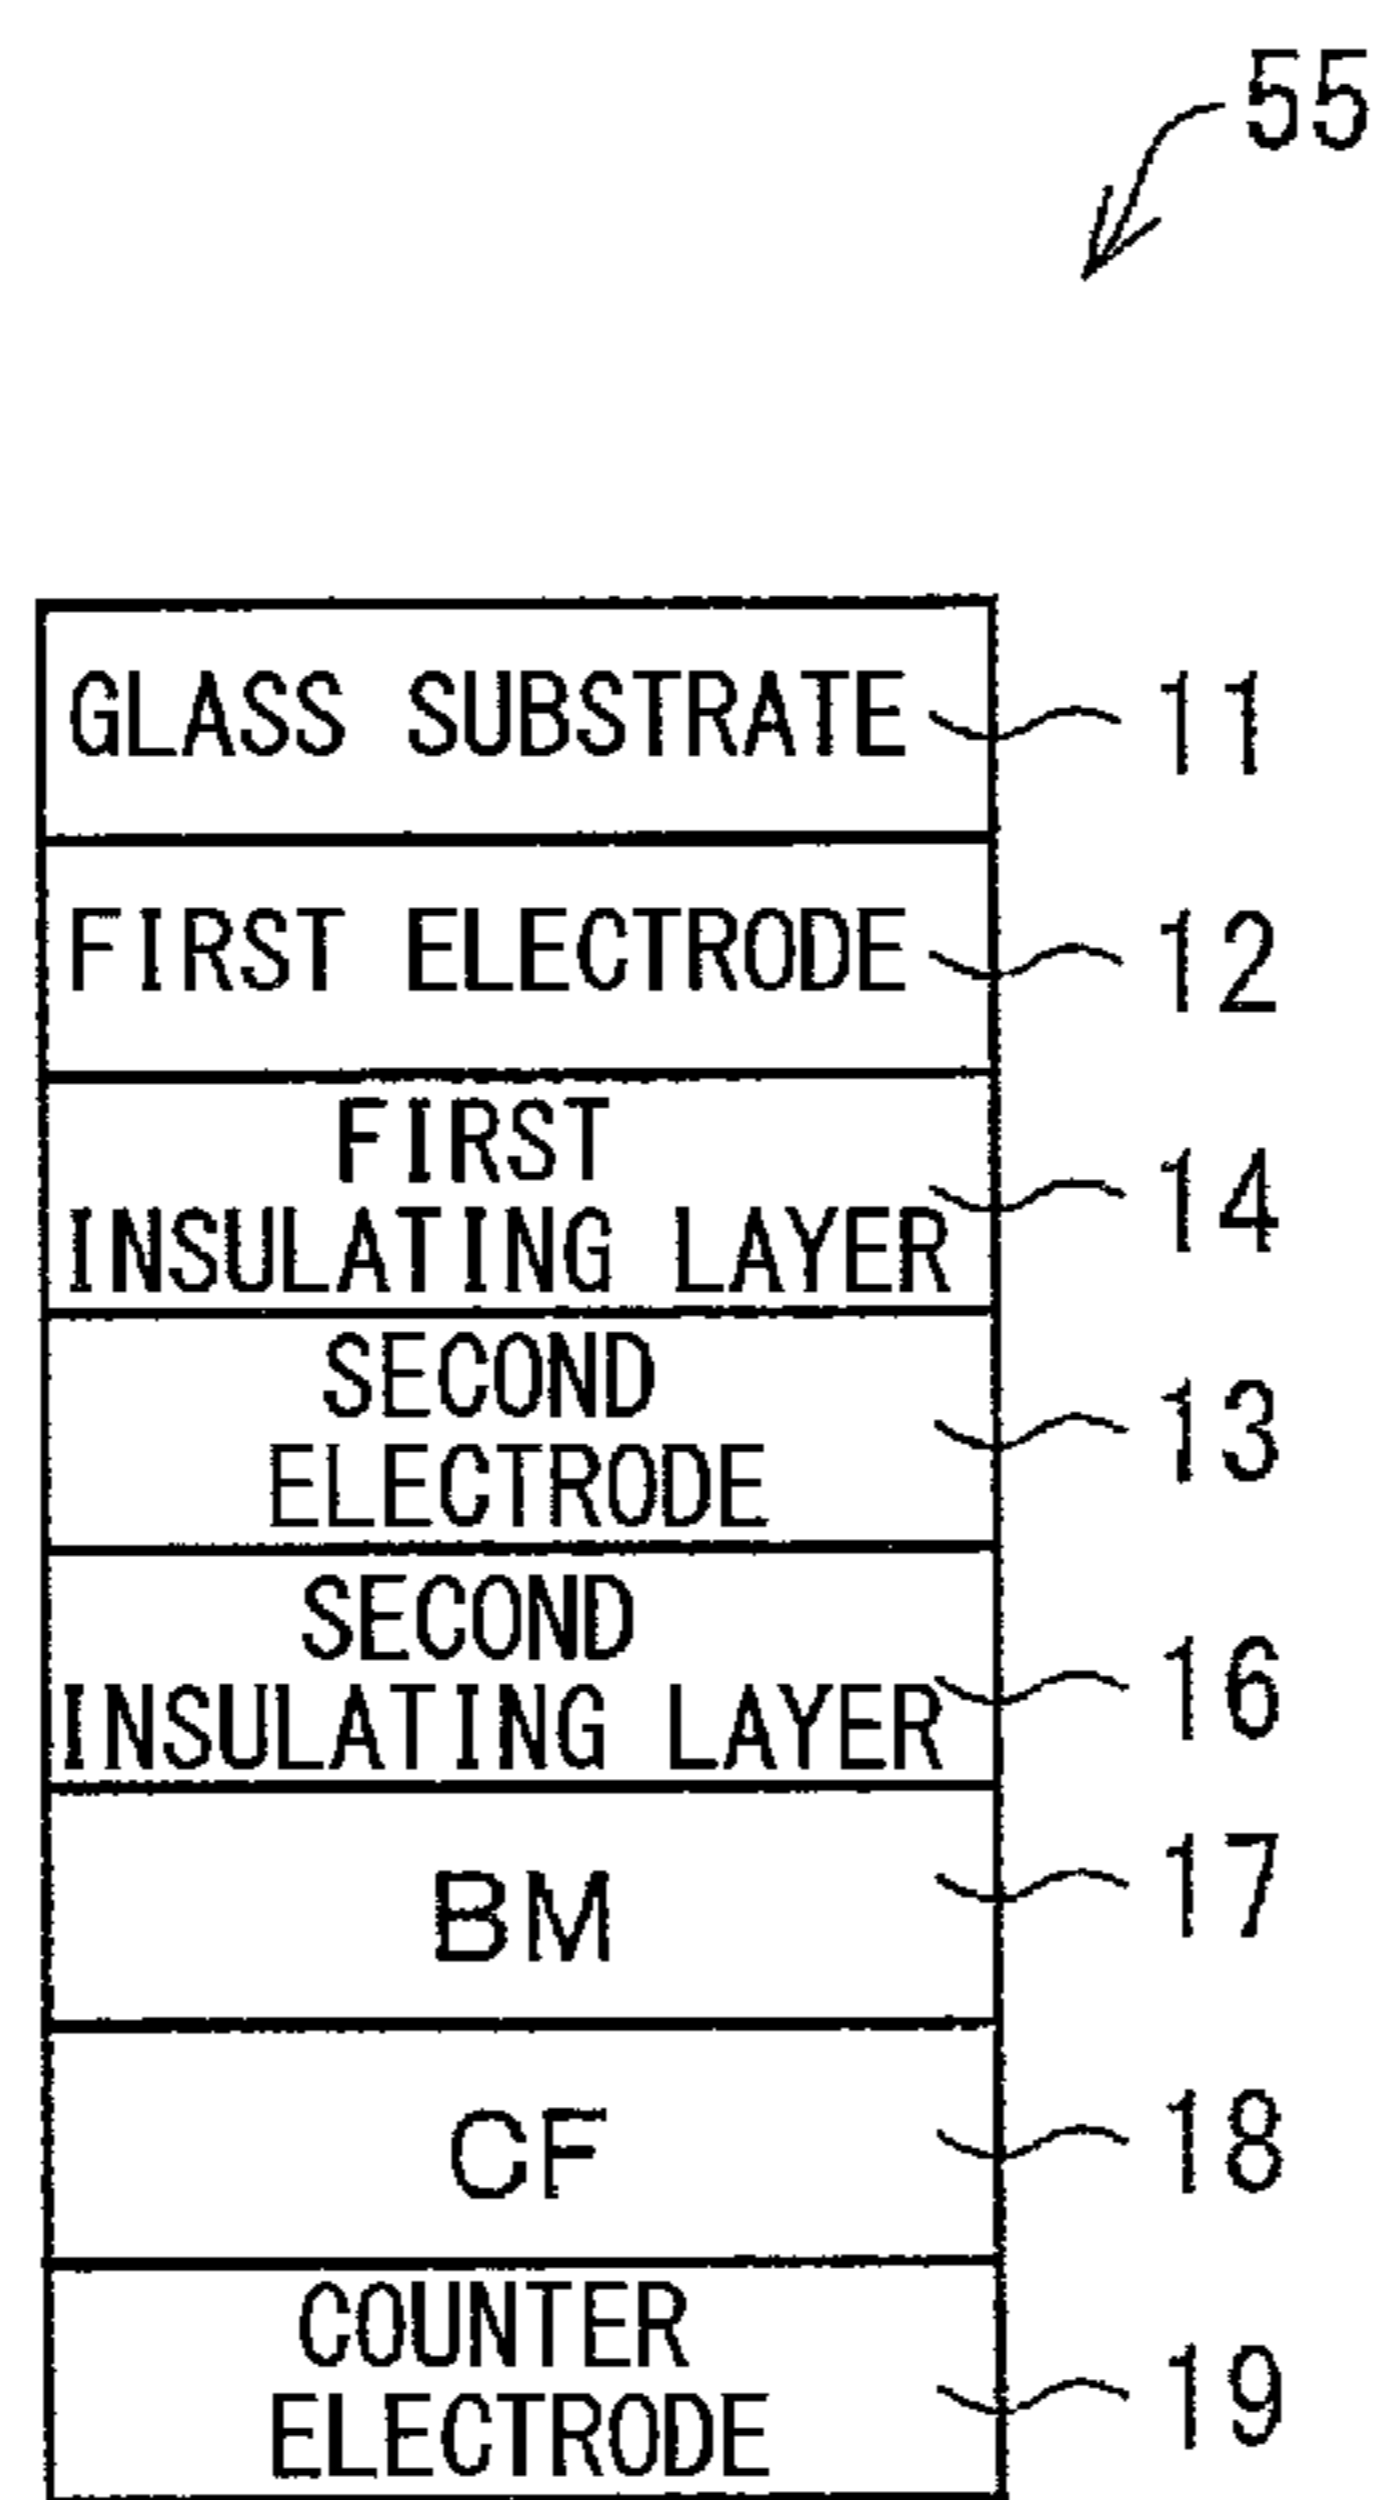 55
GLASS SUBSTRATE 11
FIRST ELECTRODE 12
FIRST
INSULATING LAYER 14
SECOND
ELECTRODE 13
SECOND
INSULATING LAYER 16
BM 17
CF 18
COUNTER
ELECTRODE 19